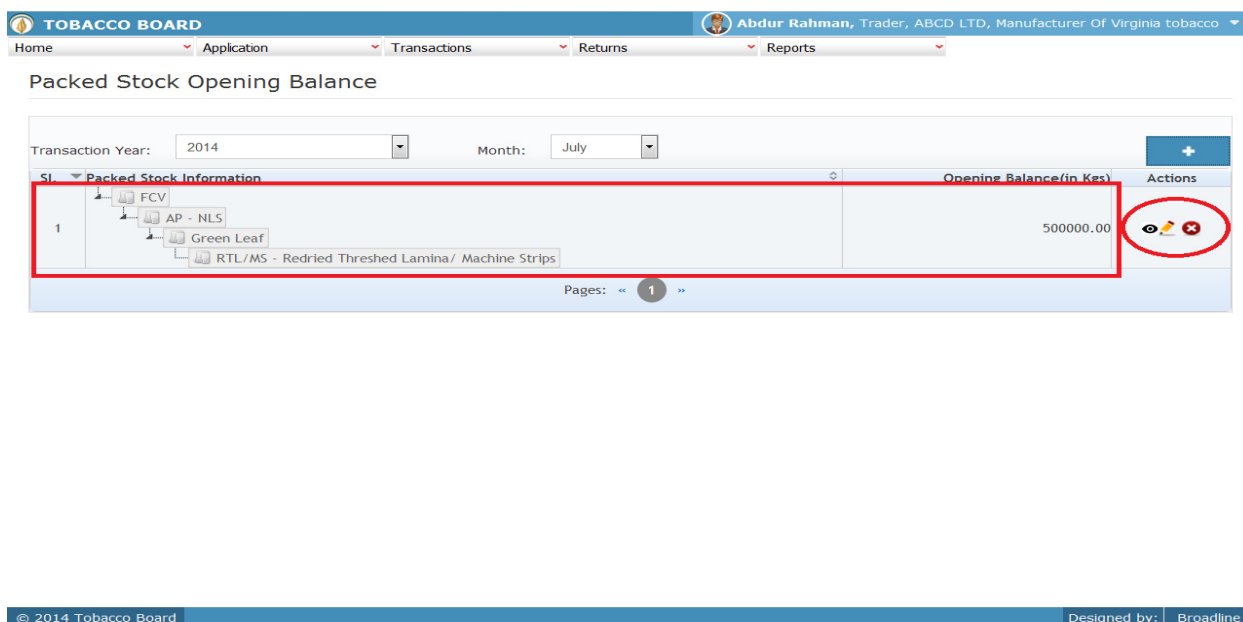 TOBACCO BOARD Abdur Rahman, Trader, ABCD LTD, Manufacturer Of Virginia tobacco
Home Application Transactions Returns Reports
Packed Stock Opening Balance
Transaction Year: 2014 Month: July
Sl. Packed Stock Information Opening Balance(in Kgs) Actions
FCV
AP - NLS
1 500000.00
Green Leaf
RTL/MS - Redried Threshed Lamina/ Machine Strips
Pages: « 1 »
© 2014 Tobacco Board Designed by: Broadline